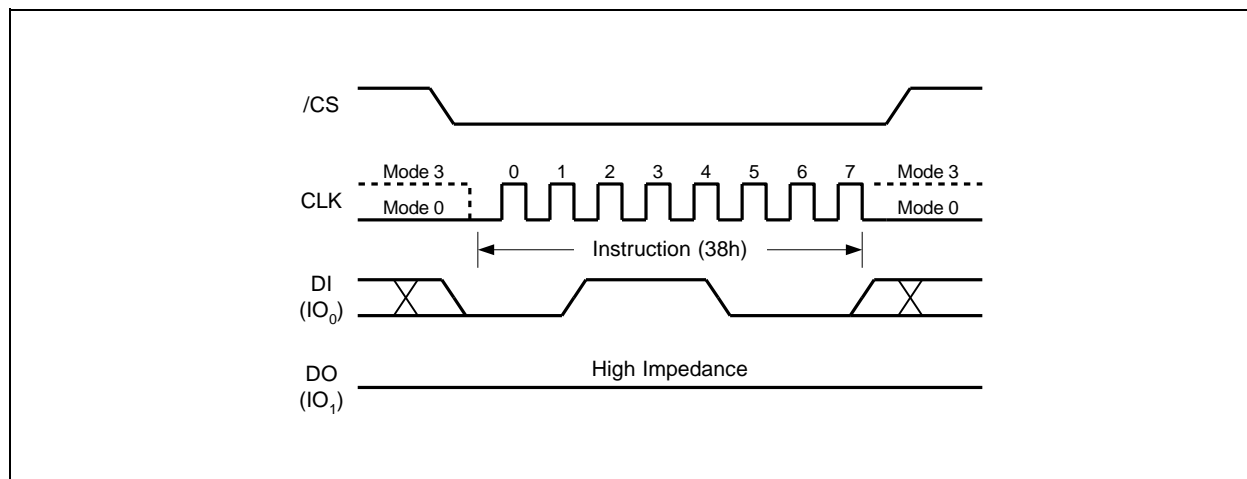 /CS
Mode 3 0 1 2 3 4 5 6 7 Mode 3
CLK
Mode 0 Mode 0
Instruction (38h)
DI
(IO0)
High Impedance
DO
(IO1)